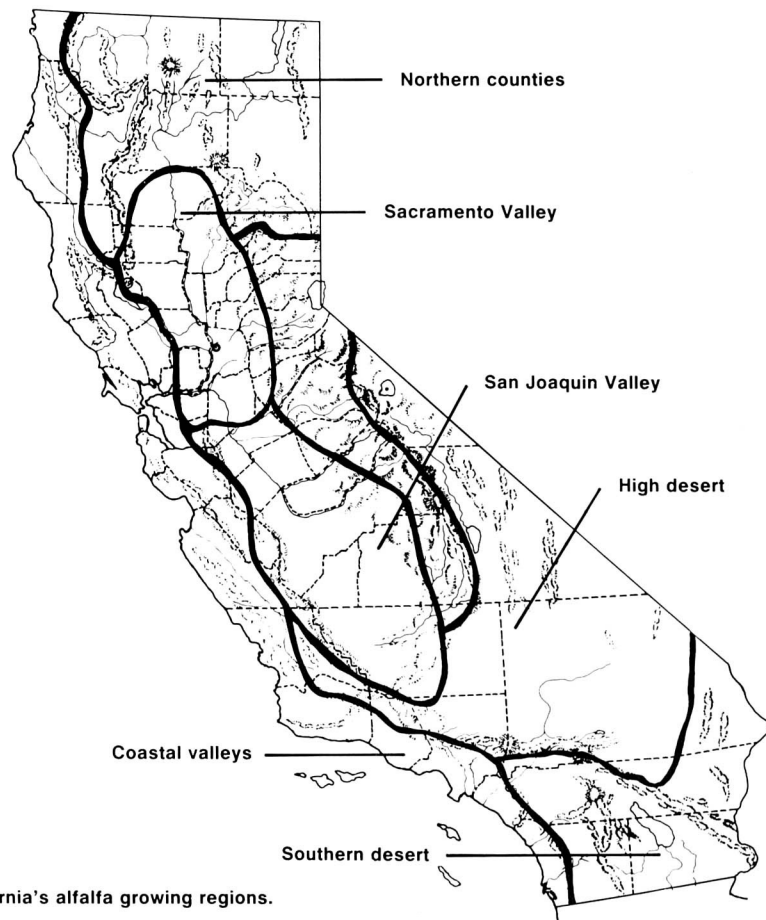 Northern counties
Sacramento Valley
San Joaquin Valley
High desert
Coastal valleys
Southern desert
rnia's alfalfa growing regions.